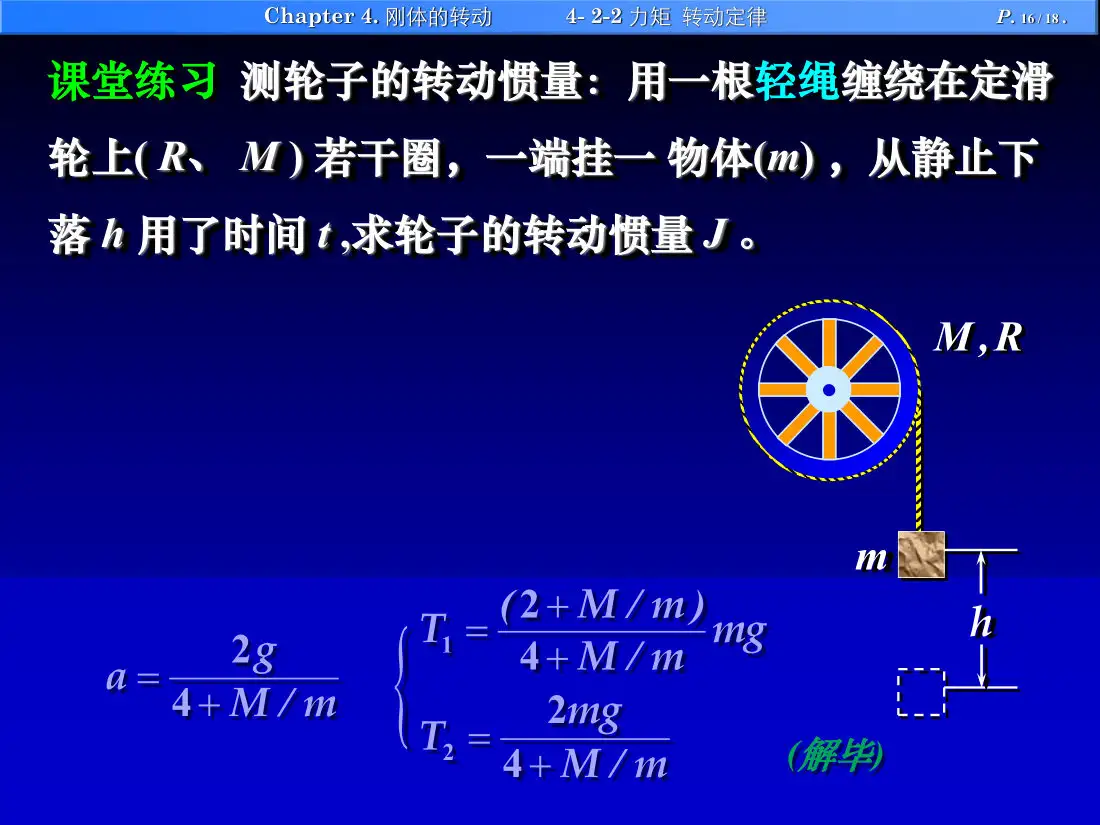 Chapter 4. 刚体的转动 4- 2-2 力矩 转动定律 P. 16 / 18 .
课堂练习 测轮子的转动惯量：用一根轻绳缠绕在定滑
轮上( R、 M ) 若干圈，一端挂一 物体(m) ，从静止下
落 h 用了时间 t ,求轮子的转动惯量 J 。
M , R
m
h
a = 2g / (4 + M / m)
T₁ = (2 + M / m) / (4 + M / m) mg
T₂ = 2mg / (4 + M / m)
(解毕)